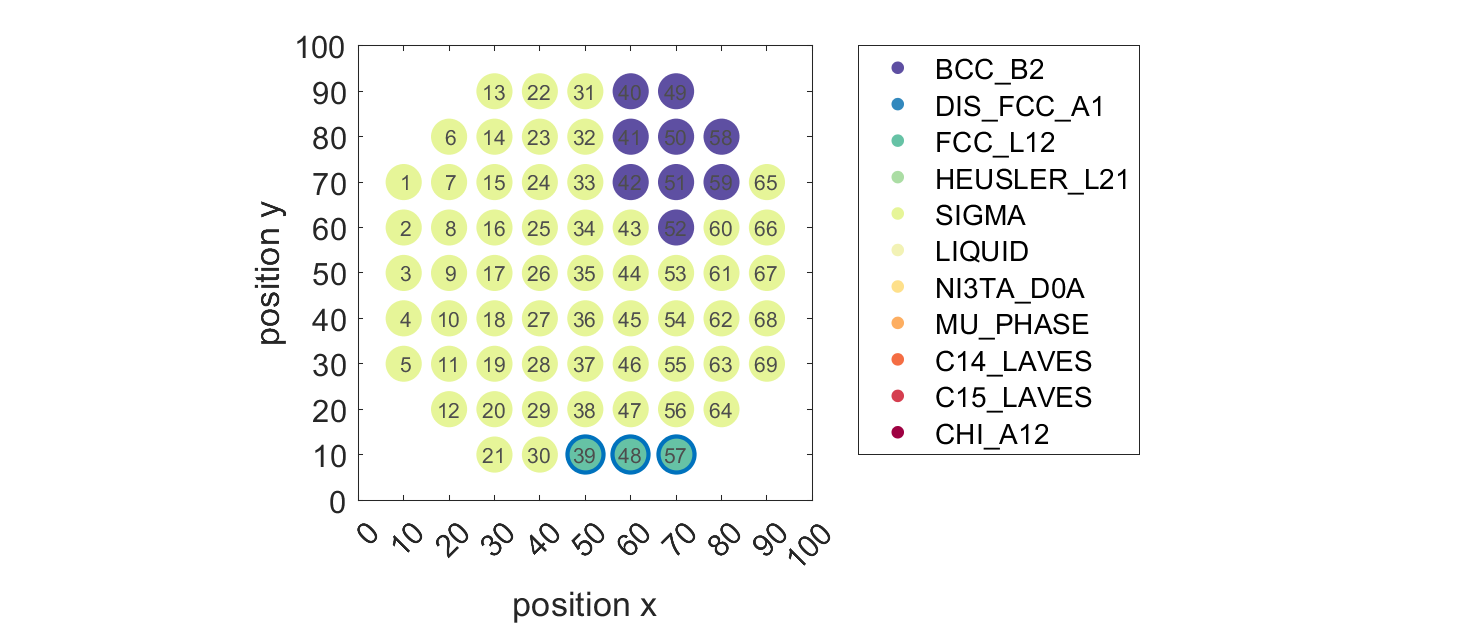 100
90
80
70
60
50
40
30
20
10
0
position y
13 22 31 40 49
6 14 23 32 41 50 58
1 7 15 24 33 42 51 59 65
2 8 16 25 34 43 52 60 66
3 9 17 26 35 44 53 61 67
4 10 18 27 36 45 54 62 68
5 11 19 28 37 46 55 63 69
12 20 29 38 47 56 64
21 30 39 48 57
0 10 20 30 40 50 60 70 80 90 100
position x
BCC_B2
DIS_FCC_A1
FCC_L12
HEUSLER_L21
SIGMA
LIQUID
NI3TA_D0A
MU_PHASE
C14_LAVES
C15_LAVES
CHI_A12